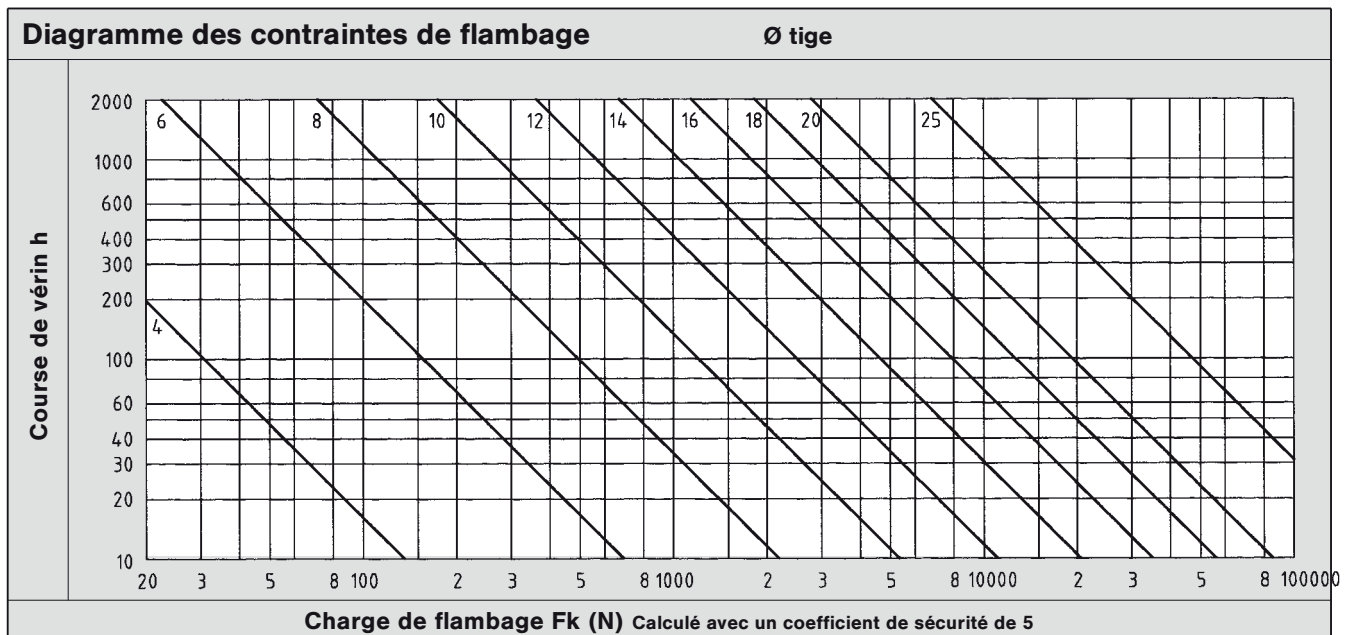 Diagramme des contraintes de flambage Ø tige
Course de vérin h
2000
1000
600
400
300
200
100
60
40
30
20
10
6 8 10 12 14 16 18 20 25
4
20 3 5 8 100 2 3 5 8 1000 2 3 5 8 10000 2 3 5 8 100000
Charge de flambage Fk (N) Calculé avec un coefficient de sécurité de 5